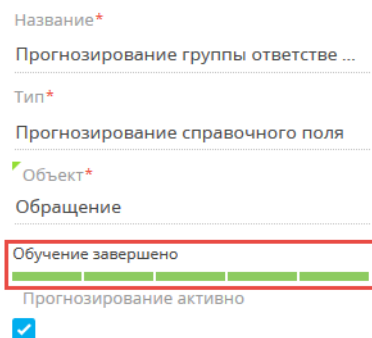 Название*
Прогнозирование группы ответстве ...
Тип*
Прогнозирование справочного поля
Объект*
Обращение
Обучение завершено
Прогнозирование активно